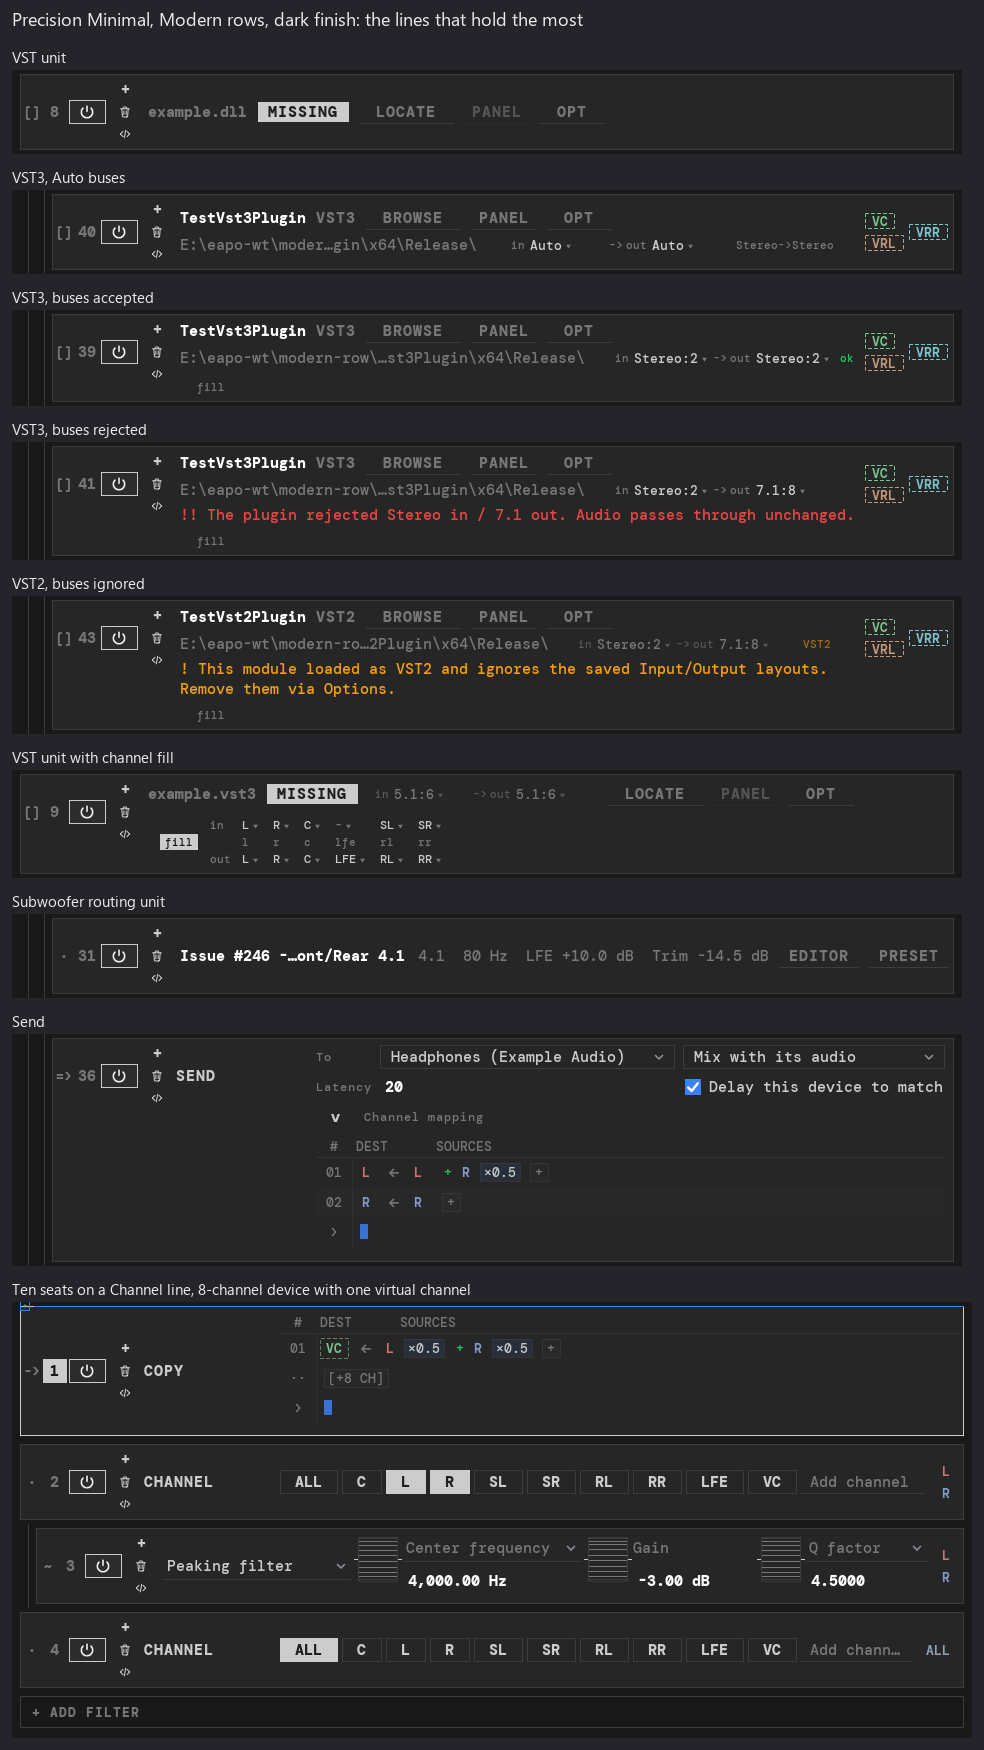 Precision Minimal, Modern rows, dark finish: the lines that hold the most
VST unit
+
[] 8 example.dll MISSING LOCATE PANEL OPT
</>
VST3, Auto buses
+
TestVst3Plugin VST3 BROWSE PANEL OPT
[] 40 VC VRR
E:\eapo-wt\moder…gin\x64\Release\ in Auto -> out Auto Stereo->Stereo VRL
</>
VST3, buses accepted
+
TestVst3Plugin VST3 BROWSE PANEL OPT
[] 39 VC VRR
E:\eapo-wt\modern-row\…st3Plugin\x64\Release\ in Stereo:2 -> out Stereo:2 ok VRL
</>
fill
VST3, buses rejected
+
TestVst3Plugin VST3 BROWSE PANEL OPT
[] 41 VC VRR
E:\eapo-wt\modern-row\…st3Plugin\x64\Release\ in Stereo:2 -> out 7.1:8 VRL
</>
!! The plugin rejected Stereo in / 7.1 out. Audio passes through unchanged.
fill
VST2, buses ignored
+
TestVst2Plugin VST2 BROWSE PANEL OPT
[] 43 VC VRR
E:\eapo-wt\modern-ro…2Plugin\x64\Release\ in Stereo:2 -> out 7.1:8 VST2 VRL
</>
! This module loaded as VST2 and ignores the saved Input/Output layouts.
Remove them via Options.
fill
VST unit with channel fill
+
example.vst3 MISSING in 5.1:6 -> out 5.1:6 LOCATE PANEL OPT
[] 9
</>
in L R C - SL SR
fill l r c lfe rl rr
out L R C LFE RL RR
Subwoofer routing unit
+
· 31 Issue #246 -…ont/Rear 4.1 4.1 80 Hz LFE +10.0 dB Trim -14.5 dB EDITOR PRESET
</>
Send
+
To Headphones (Example Audio) Mix with its audio
=> 36 SEND
</>
Latency 20 Delay this device to match
v Channel mapping
# DEST SOURCES
01 L ← L + R ×0.5 +
02 R ← R +
>
Ten seats on a Channel line, 8-channel device with one virtual channel
# DEST SOURCES
+
01 VC ← L ×0.5 + R ×0.5 +
-> 1 COPY
·· [+8 CH]
</>
>
+
· 2 CHANNEL ALL C L R SL SR RL RR LFE VC Add channel
L
R
</>
+
~ 3 Peaking filter
</>
Center frequency Gain Q factor
4,000.00 Hz -3.00 dB 4.5000
L
R
+
· 4 CHANNEL ALL C L R SL SR RL RR LFE VC Add chann… ALL
</>
+ ADD FILTER